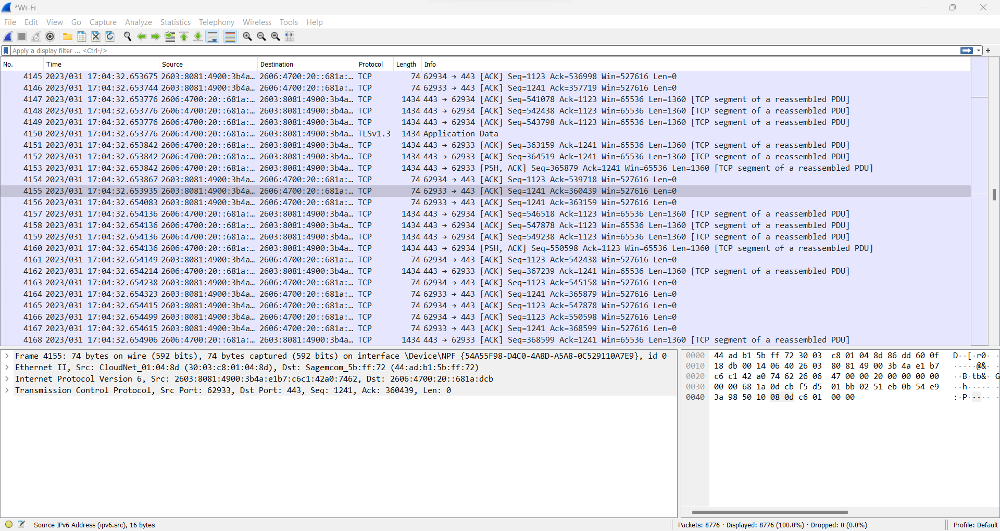 *Wi-Fi
File Edit View Go Capture Analyze Statistics Telephony Wireless Tools Help
Apply a display filter ... <Ctrl-/>
No. Time Source Destination Protocol Length Info
4145 2023/031 17:04:32.653675 2603:8081:4900:3b4a… 2606:4700:20::681a:… TCP 74 62934 → 443 [ACK] Seq=1123 Ack=536998 Win=527616 Len=0
4146 2023/031 17:04:32.653744 2603:8081:4900:3b4a… 2606:4700:20::681a:… TCP 74 62933 → 443 [ACK] Seq=1241 Ack=357719 Win=527616 Len=0
4147 2023/031 17:04:32.653776 2606:4700:20::681a:… 2603:8081:4900:3b4a… TCP 1434 443 → 62934 [ACK] Seq=541078 Ack=1123 Win=65536 Len=1360 [TCP segment of a reassembled PDU]
4148 2023/031 17:04:32.653776 2606:4700:20::681a:… 2603:8081:4900:3b4a… TCP 1434 443 → 62934 [ACK] Seq=542438 Ack=1123 Win=65536 Len=1360 [TCP segment of a reassembled PDU]
4149 2023/031 17:04:32.653776 2606:4700:20::681a:… 2603:8081:4900:3b4a… TCP 1434 443 → 62934 [ACK] Seq=543798 Ack=1123 Win=65536 Len=1360 [TCP segment of a reassembled PDU]
4150 2023/031 17:04:32.653776 2606:4700:20::681a:… 2603:8081:4900:3b4a… TLSv1.3 1434 Application Data
4151 2023/031 17:04:32.653842 2606:4700:20::681a:… 2603:8081:4900:3b4a… TCP 1434 443 → 62933 [ACK] Seq=363159 Ack=1241 Win=65536 Len=1360 [TCP segment of a reassembled PDU]
4152 2023/031 17:04:32.653842 2606:4700:20::681a:… 2603:8081:4900:3b4a… TCP 1434 443 → 62933 [ACK] Seq=364519 Ack=1241 Win=65536 Len=1360 [TCP segment of a reassembled PDU]
4153 2023/031 17:04:32.653842 2606:4700:20::681a:… 2603:8081:4900:3b4a… TCP 1434 443 → 62933 [PSH, ACK] Seq=365879 Ack=1241 Win=65536 Len=1360 [TCP segment of a reassembled PDU]
4154 2023/031 17:04:32.653867 2603:8081:4900:3b4a… 2606:4700:20::681a:… TCP 74 62934 → 443 [ACK] Seq=1123 Ack=539718 Win=527616 Len=0
4155 2023/031 17:04:32.653935 2603:8081:4900:3b4a… 2606:4700:20::681a:… TCP 74 62933 → 443 [ACK] Seq=1241 Ack=360439 Win=527616 Len=0
4156 2023/031 17:04:32.654083 2603:8081:4900:3b4a… 2606:4700:20::681a:… TCP 74 62933 → 443 [ACK] Seq=1241 Ack=363159 Win=527616 Len=0
4157 2023/031 17:04:32.654136 2606:4700:20::681a:… 2603:8081:4900:3b4a… TCP 1434 443 → 62934 [ACK] Seq=546518 Ack=1123 Win=65536 Len=1360 [TCP segment of a reassembled PDU]
4158 2023/031 17:04:32.654136 2606:4700:20::681a:… 2603:8081:4900:3b4a… TCP 1434 443 → 62934 [ACK] Seq=547878 Ack=1123 Win=65536 Len=1360 [TCP segment of a reassembled PDU]
4159 2023/031 17:04:32.654136 2606:4700:20::681a:… 2603:8081:4900:3b4a… TCP 1434 443 → 62934 [ACK] Seq=549238 Ack=1123 Win=65536 Len=1360 [TCP segment of a reassembled PDU]
4160 2023/031 17:04:32.654136 2606:4700:20::681a:… 2603:8081:4900:3b4a… TCP 1434 443 → 62934 [PSH, ACK] Seq=550598 Ack=1123 Win=65536 Len=1360 [TCP segment of a reassembled PDU]
4161 2023/031 17:04:32.654149 2603:8081:4900:3b4a… 2606:4700:20::681a:… TCP 74 62934 → 443 [ACK] Seq=1123 Ack=542438 Win=527616 Len=0
4162 2023/031 17:04:32.654214 2606:4700:20::681a:… 2603:8081:4900:3b4a… TCP 1434 443 → 62933 [ACK] Seq=367239 Ack=1241 Win=65536 Len=1360 [TCP segment of a reassembled PDU]
4163 2023/031 17:04:32.654238 2603:8081:4900:3b4a… 2606:4700:20::681a:… TCP 74 62934 → 443 [ACK] Seq=1123 Ack=545158 Win=527616 Len=0
4164 2023/031 17:04:32.654323 2603:8081:4900:3b4a… 2606:4700:20::681a:… TCP 74 62933 → 443 [ACK] Seq=1241 Ack=365879 Win=527616 Len=0
4165 2023/031 17:04:32.654415 2603:8081:4900:3b4a… 2606:4700:20::681a:… TCP 74 62934 → 443 [ACK] Seq=1123 Ack=547878 Win=527616 Len=0
4166 2023/031 17:04:32.654499 2603:8081:4900:3b4a… 2606:4700:20::681a:… TCP 74 62934 → 443 [ACK] Seq=1123 Ack=550598 Win=527616 Len=0
4167 2023/031 17:04:32.654615 2603:8081:4900:3b4a… 2606:4700:20::681a:… TCP 74 62933 → 443 [ACK] Seq=1241 Ack=368599 Win=527616 Len=0
4168 2023/031 17:04:32.654906 2606:4700:20::681a:… 2603:8081:4900:3b4a… TCP 1434 443 → 62933 [ACK] Seq=368599 Ack=1241 Win=65536 Len=1360 [TCP segment of a reassembled PDU]
Frame 4155: 74 bytes on wire (592 bits), 74 bytes captured (592 bits) on interface \Device\NPF_{54A55F98-D4C0-4A8D-A5A8-0C529110A7E9}, id 0
Ethernet II, Src: CloudNet_01:04:8d (30:03:c8:01:04:8d), Dst: Sagemcom_5b:ff:72 (44:ad:b1:5b:ff:72)
Internet Protocol Version 6, Src: 2603:8081:4900:3b4a:e1b7:c6c1:42a0:7462, Dst: 2606:4700:20::681a:dcb
Transmission Control Protocol, Src Port: 62933, Dst Port: 443, Seq: 1241, Ack: 360439, Len: 0
0000 44 ad b1 5b ff 72 30 03 c8 01 04 8d 86 dd 60 0f D··[·r0·
0010 18 db 00 14 06 40 26 03 80 81 49 00 3b 4a e1 b7 ·····@&·
0020 c6 c1 42 a0 74 62 26 06 47 00 00 20 00 00 00 00 ··B·tb&· G
0030 00 00 68 1a 0d cb f5 d5 01 bb 02 51 eb 0b 54 e9 ··h·····
0040 3a 98 50 10 08 0d c6 01 00 00 :·P·····
Source IPv6 Address (ipv6.src), 16 bytes
Packets: 8776 · Displayed: 8776 (100.0%) · Dropped: 0 (0.0%)
Profile: Default